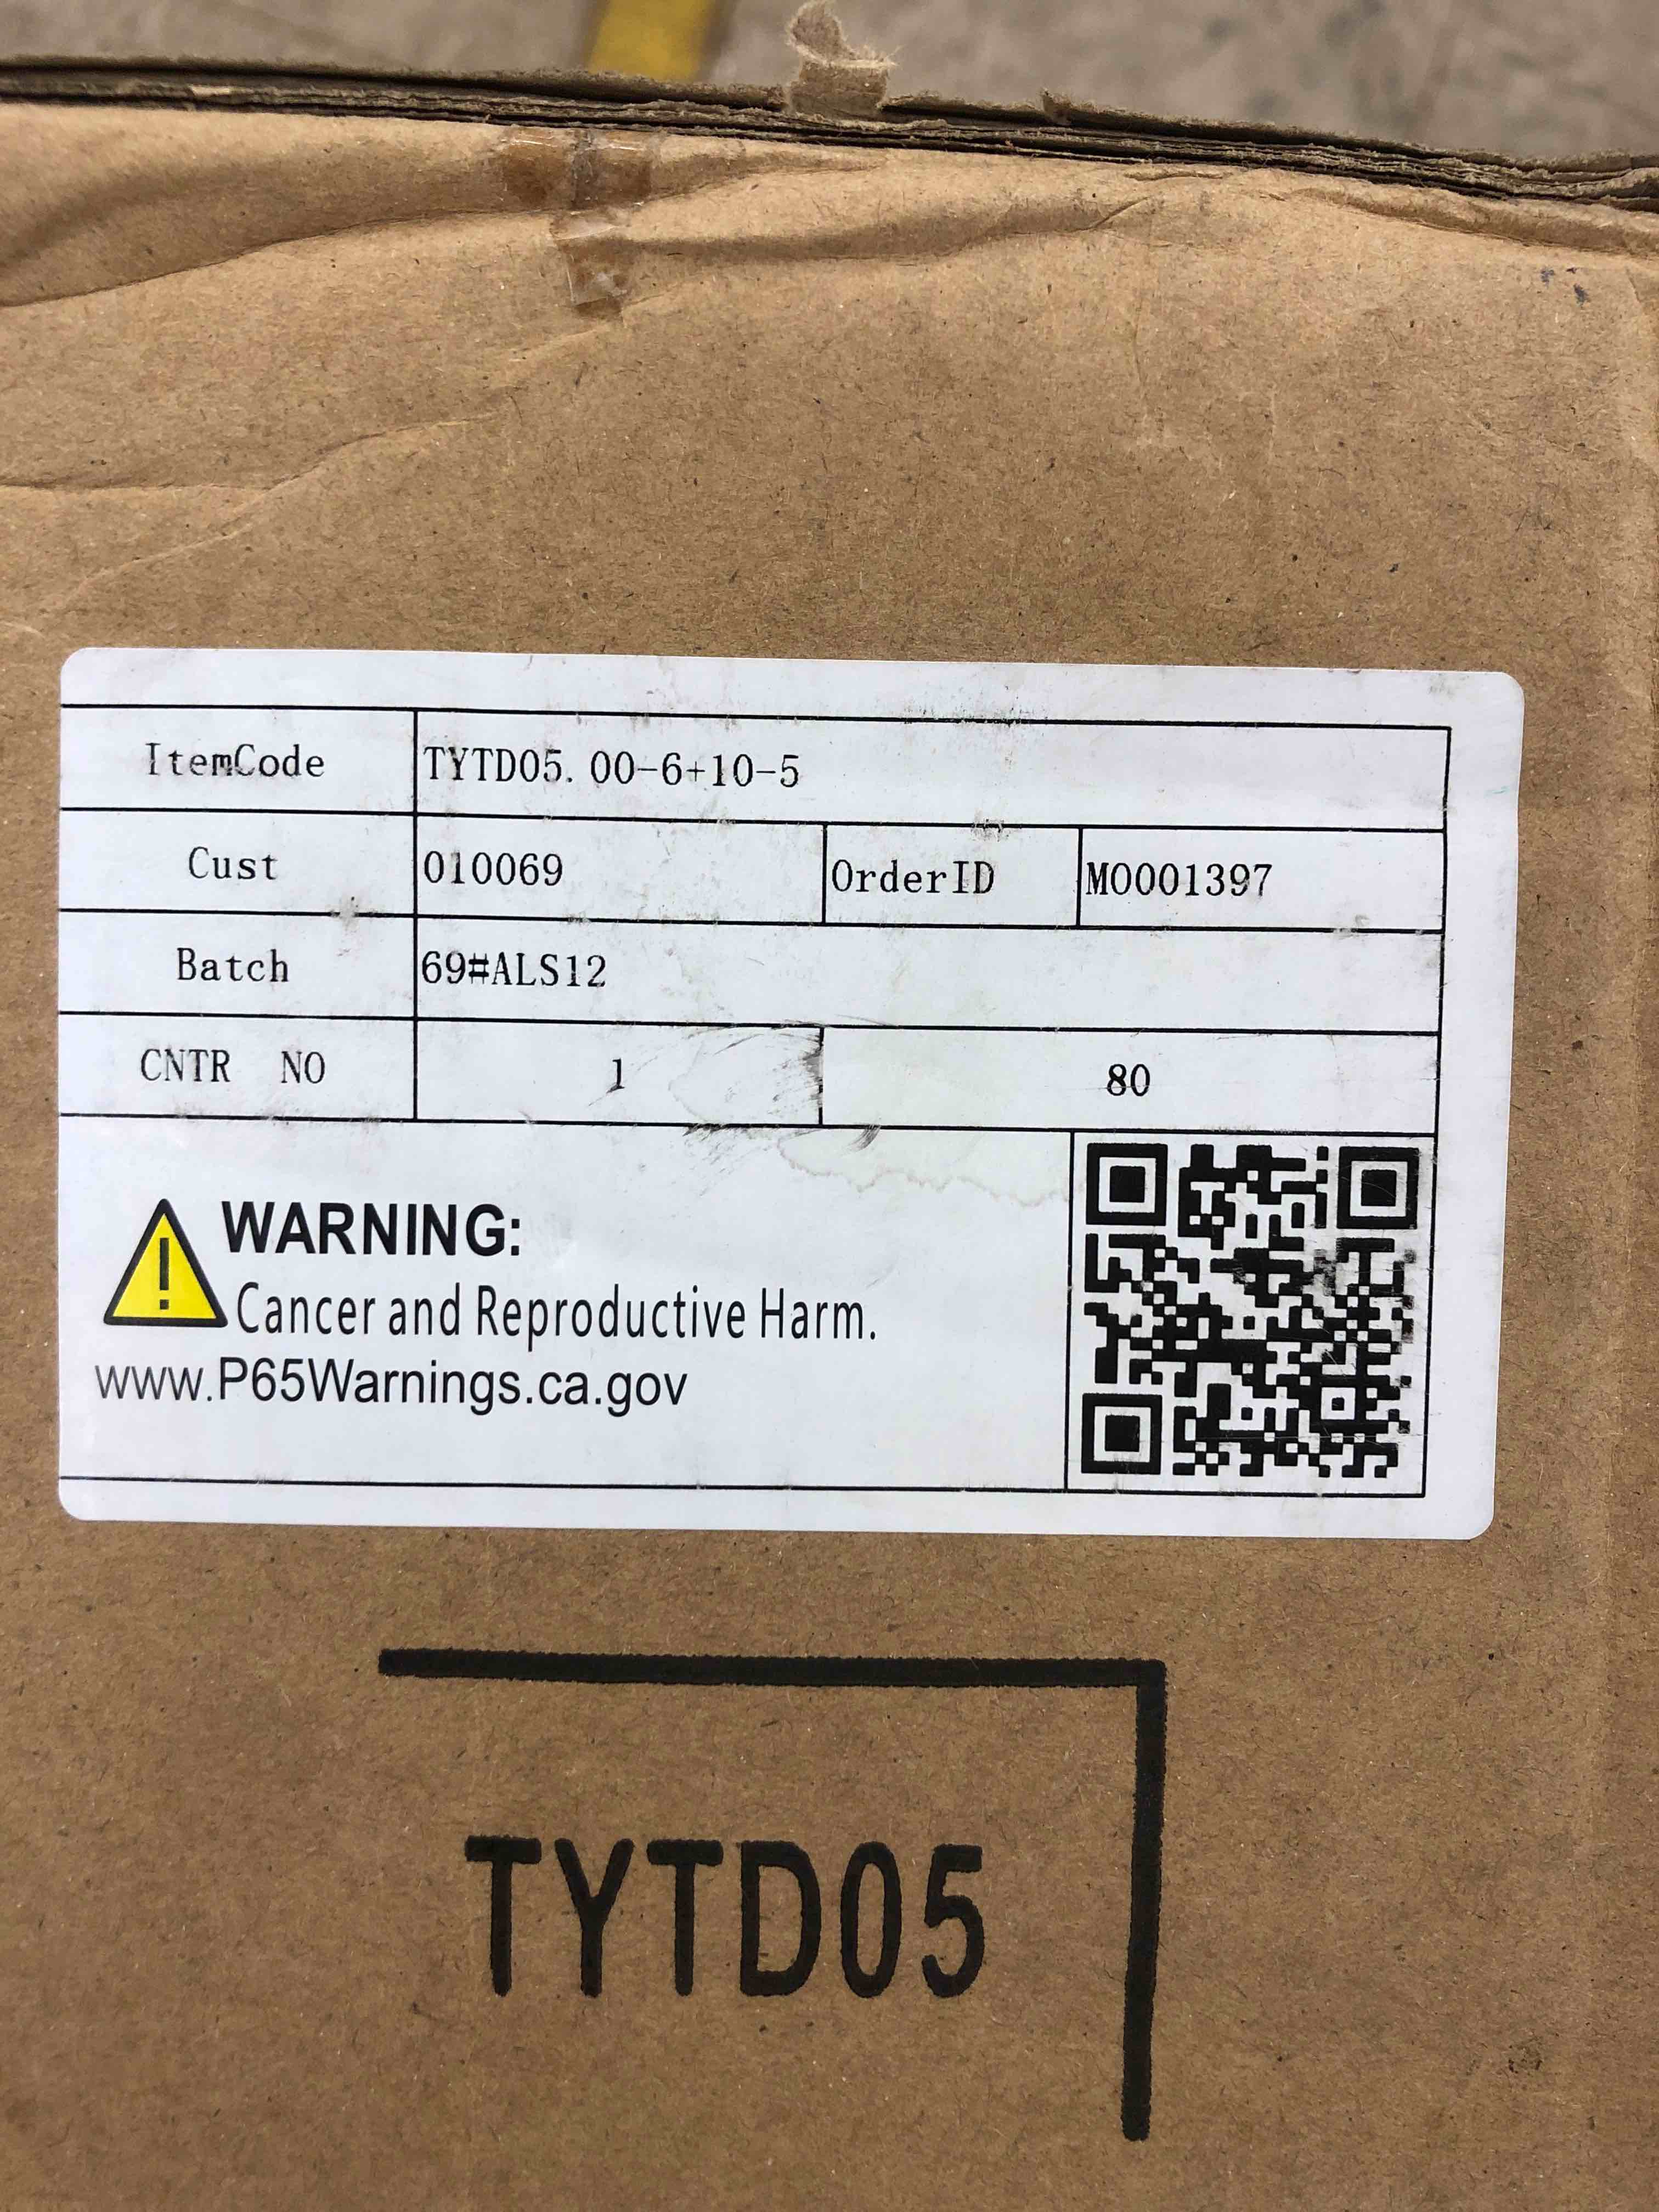 ItemCode TYTD05.00-6+10-5
Cust 010069 OrderID M0001397
Batch 69#ALS12
CNTR NO 1 80
WARNING:
Cancer and Reproductive Harm.
www.P65Warnings.ca.gov
TYTD05